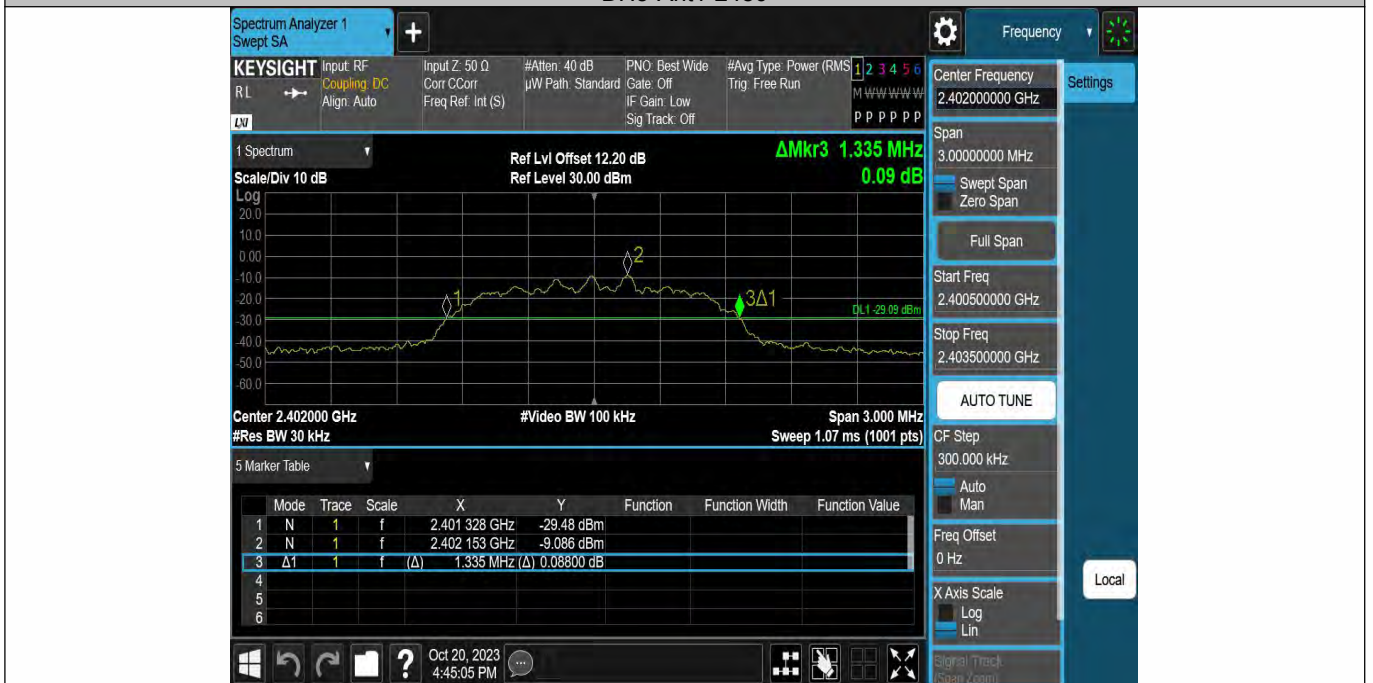 Spectrum Analyzer 1
Swept SA
+
Frequency
KEYSIGHT
RL
LXI
Input: RF
Coupling: DC
Align: Auto
Input Z: 50 Ω
Corr CCorr
Freq Ref: Int (S)
#Atten: 40 dB
µW Path: Standard
PNO: Best Wide
Gate: Off
IF Gain: Low
Sig Track: Off
#Avg Type: Power (RMS
Trig: Free Run
1 2 3 4 5 6
M W W W W W
P P P P P P
1 Spectrum
Scale/Div 10 dB
Ref Lvl Offset 12.20 dB
Ref Level 30.00 dBm
ΔMkr3 1.335 MHz
0.09 dB
Log
20.0
10.0
0.00
-10.0
-20.0
-30.0
-40.0
-50.0
-60.0
1
2
3Δ1
DL1 -29.09 dBm
Center 2.402000 GHz
#Video BW 100 kHz
Span 3.000 MHz
#Res BW 30 kHz
Sweep 1.07 ms (1001 pts)
5 Marker Table
Mode Trace Scale X Y Function Function Width Function Value
1 N 1 f 2.401 328 GHz -29.48 dBm
2 N 1 f 2.402 153 GHz -9.086 dBm
3 Δ1 1 f (Δ) 1.335 MHz (Δ) 0.08800 dB
4
5
6
Oct 20, 2023
4:45:05 PM
Settings
Center Frequency
2.402000000 GHz
Span
3.00000000 MHz
Swept Span
Zero Span
Full Span
Start Freq
2.400500000 GHz
Stop Freq
2.403500000 GHz
AUTO TUNE
CF Step
300.000 kHz
Auto
Man
Freq Offset
0 Hz
X Axis Scale
Log
Lin
Signal Track
(Span Zoom)
Local